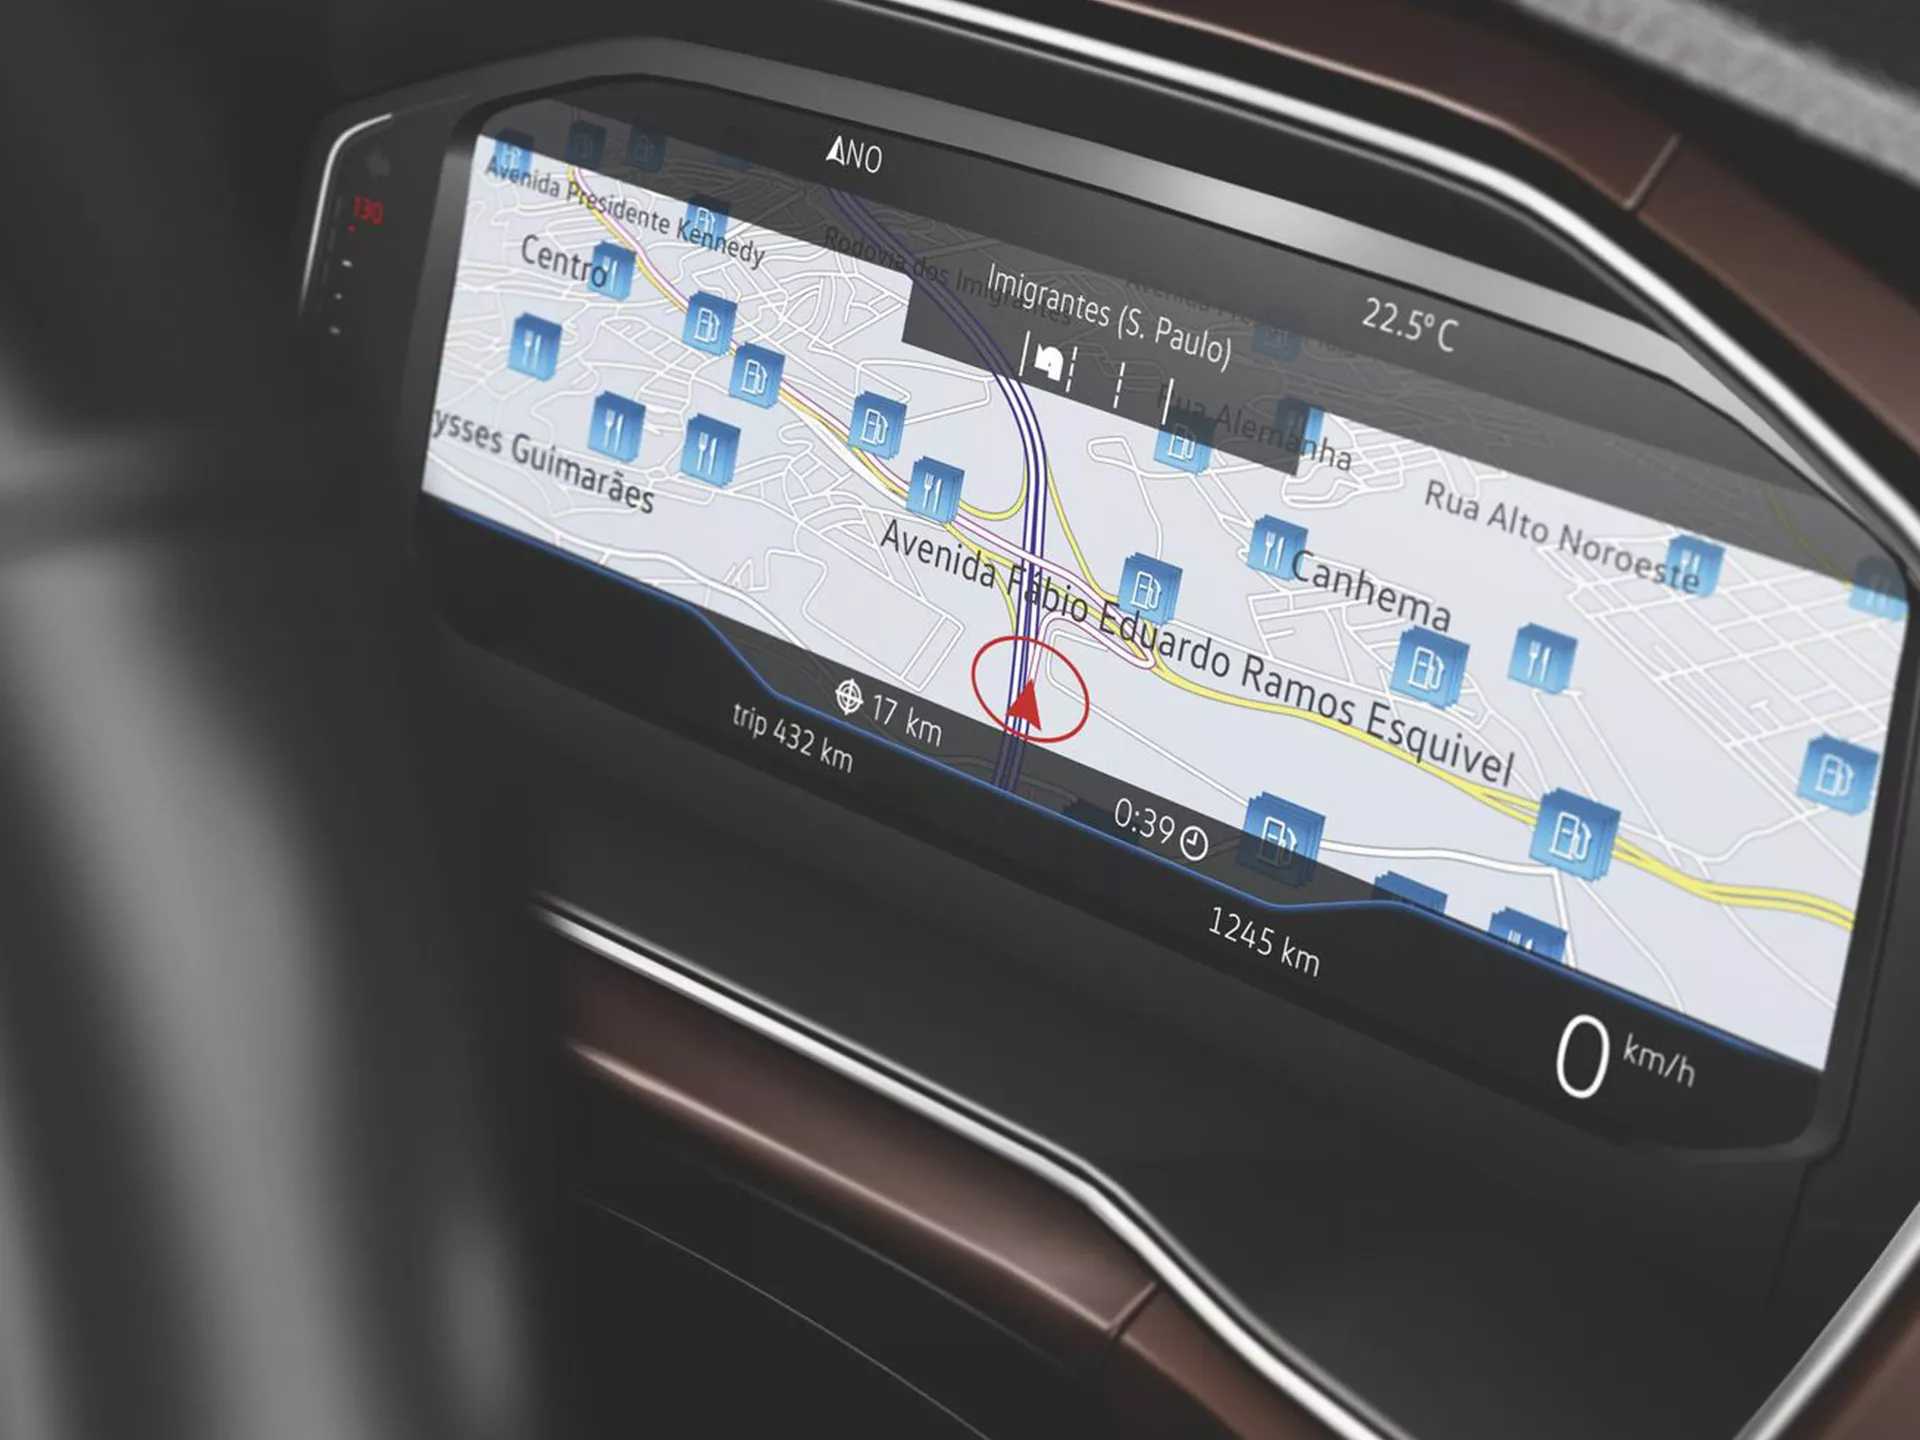 NO
130
22.5°C
Imigrantes (S. Paulo)
Avenida Presidente Kennedy
Rodovia dos Imigrantes
Centro
Rua Alemanha
Rua Alto Noroeste
ysses Guimarães
Canhema
Avenida Fábio Eduardo Ramos Esquivel
17 km
0:39
trip 432 km
1245 km
0 km/h